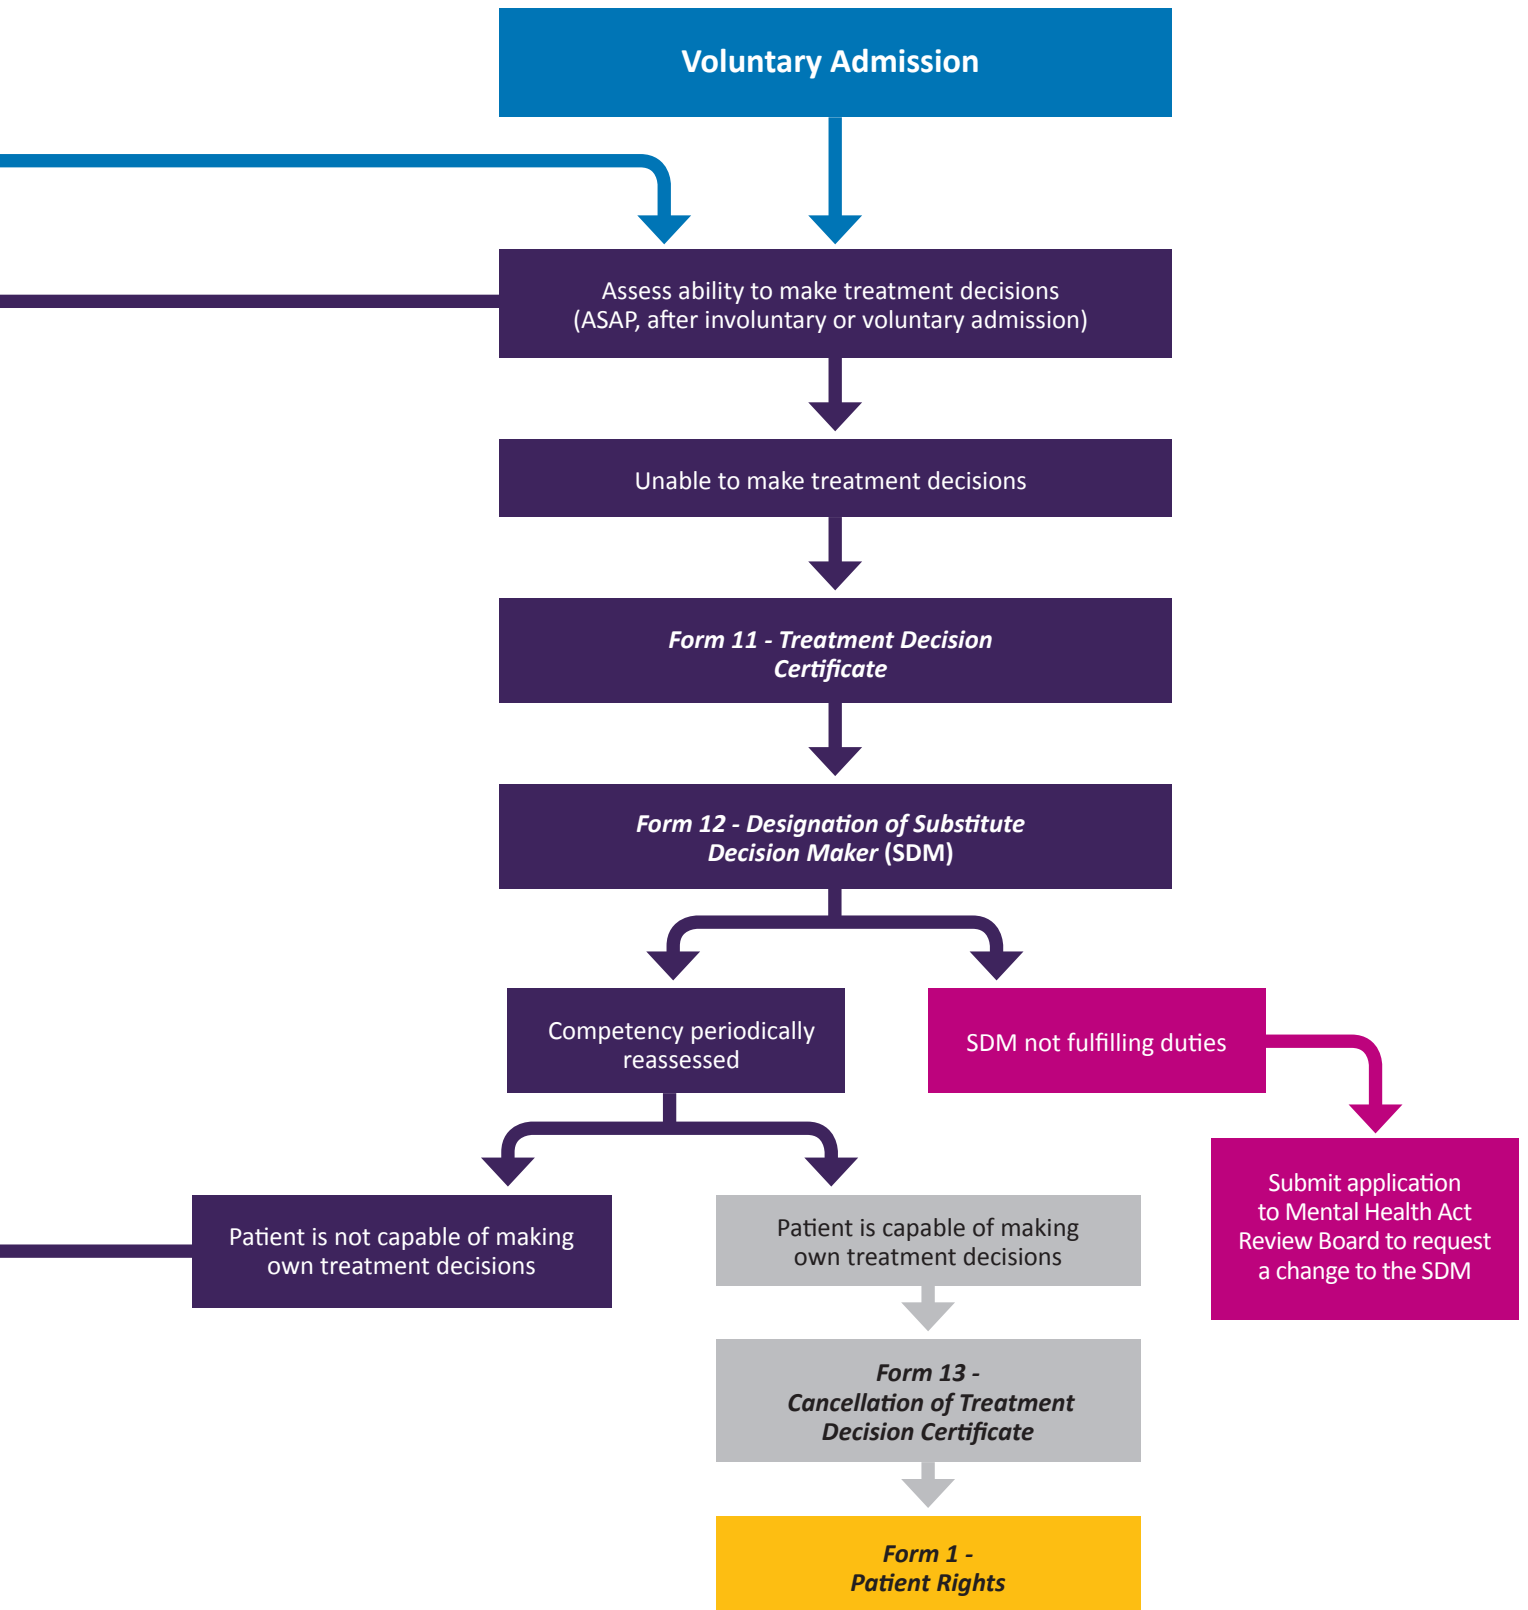 Voluntary Admission
Assess ability to make treatment decisions
(ASAP, after involuntary or voluntary admission)
Unable to make treatment decisions
Form 11 - Treatment Decision
Certificate
Form 12 - Designation of Substitute
Decision Maker (SDM)
Competency periodically
reassessed
SDM not fulfilling duties
Submit application
to Mental Health Act
Review Board to request
a change to the SDM
Patient is not capable of making
own treatment decisions
Patient is capable of making
own treatment decisions
Form 13 -
Cancellation of Treatment
Decision Certificate
Form 1 -
Patient Rights